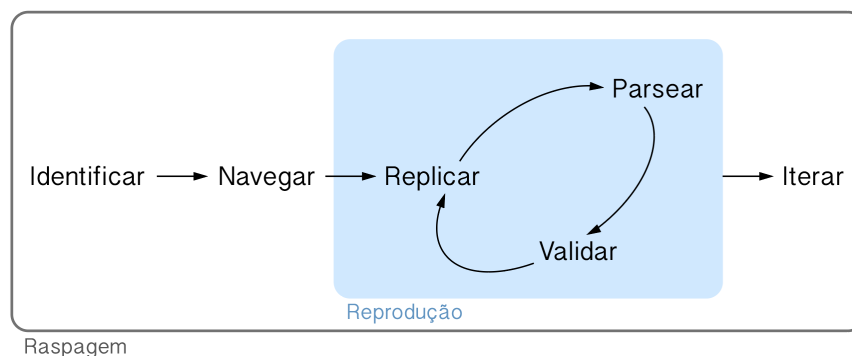 Parsear
Identificar
Navegar
Replicar
Iterar
Validar
Reprodução
Raspagem